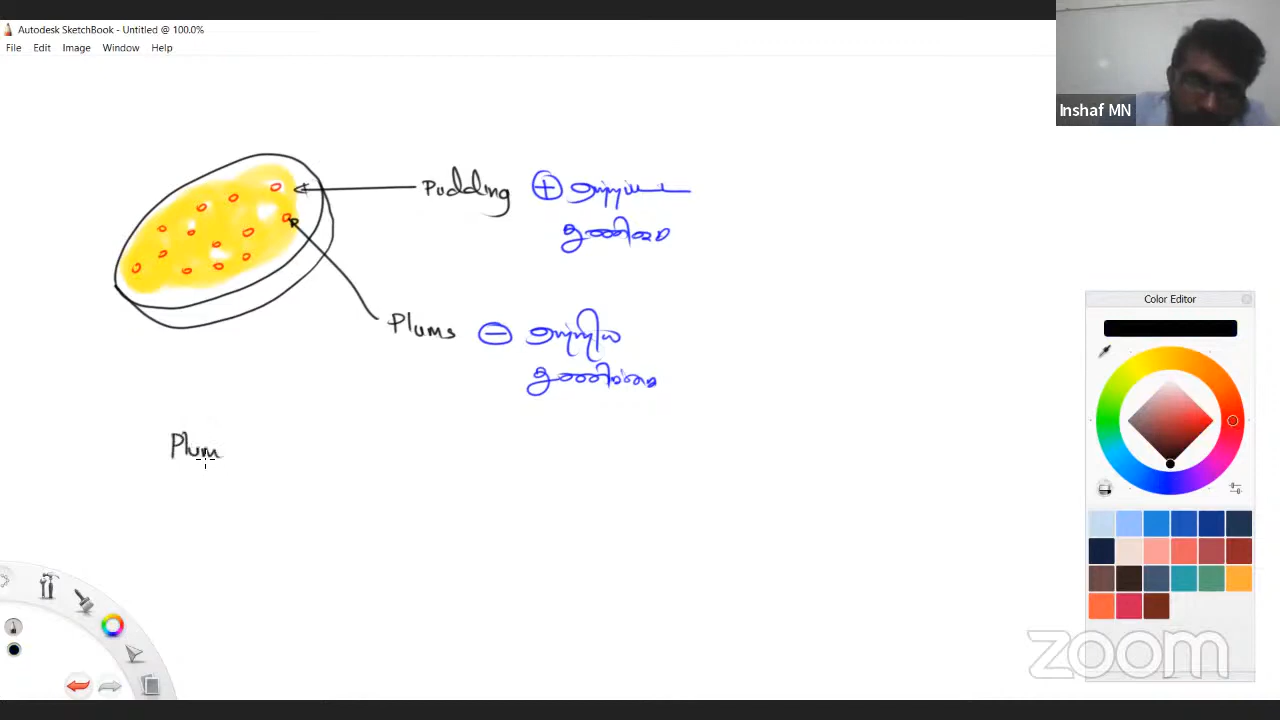 Autodesk SketchBook - Untitled @ 100.0%
File Edit Image Window Help
Inshaf MN
Pudding +
Plums −
Plum
Color Editor
zoom